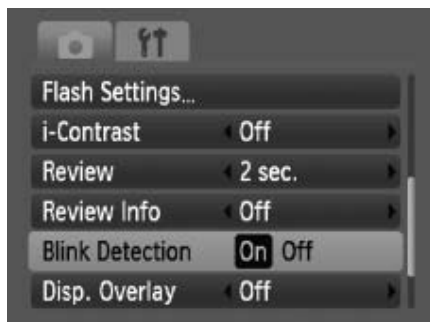 Flash Settings...
i-Contrast Off
Review 2 sec.
Review Info Off
Blink Detection On Off
Disp. Overlay Off